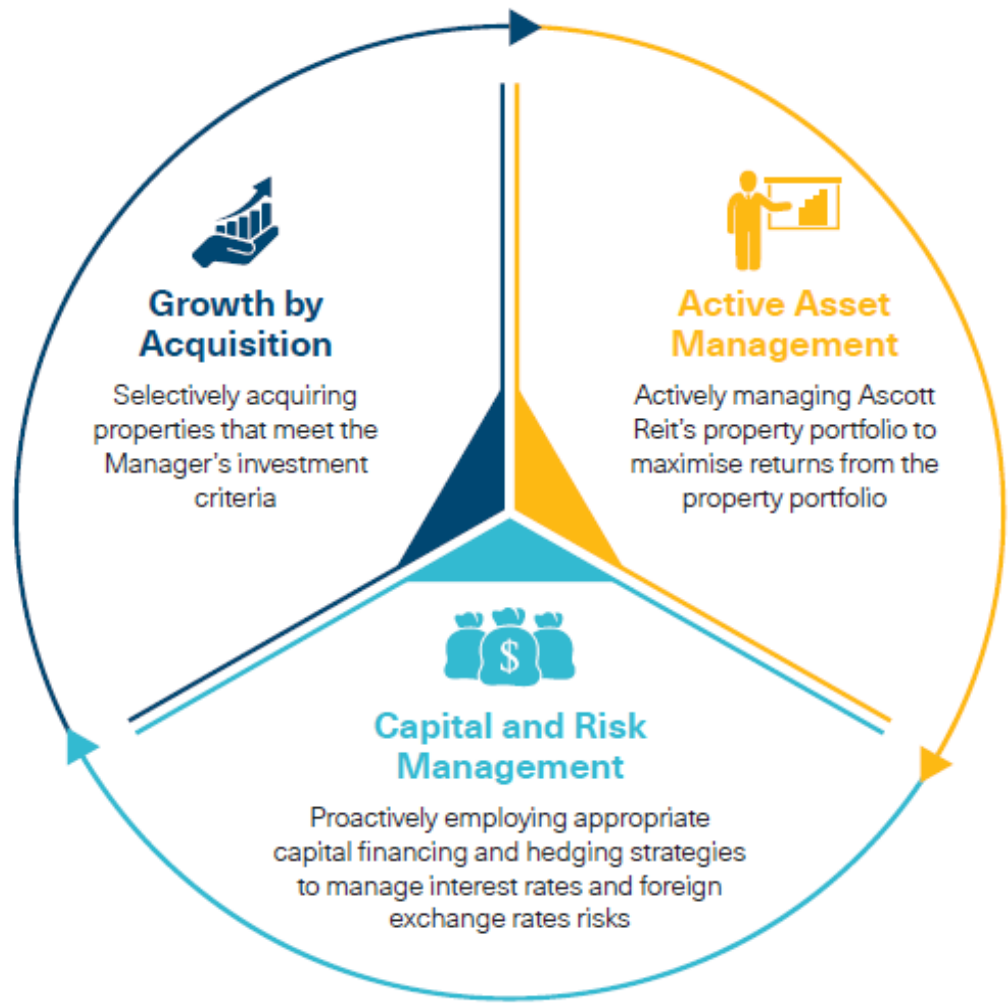 Growth by
Acquisition
Selectively acquiring
properties that meet the
Manager's investment
criteria
Active Asset
Management
Actively managing Ascott
Reit's property portfolio to
maximise returns from the
property portfolio
$
Capital and Risk
Management
Proactively employing appropriate
capital financing and hedging strategies
to manage interest rates and foreign
exchange rates risks